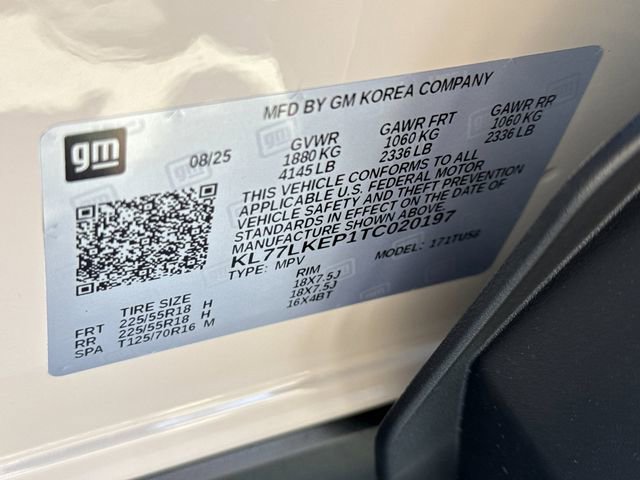 MFD BY GM KOREA COMPANY
gm
08/25
GVWR GAWR FRT GAWR RR
1880 KG 1060 KG 1060 KG
4145 LB 2336 LB 2336 LB
THIS VEHICLE CONFORMS TO ALL
APPLICABLE U.S. FEDERAL MOTOR
VEHICLE SAFETY AND THEFT PREVENTION
STANDARDS IN EFFECT ON THE DATE OF
MANUFACTURE SHOWN ABOVE.
KL77LKEP1TC020197
TYPE: MPV MODEL: 1TU58
TIRE SIZE RIM
FRT 225/55R18 H 18X7.5J
RR 225/55R18 H 18X7.5J
SPA T125/70R16 M 16X4BT